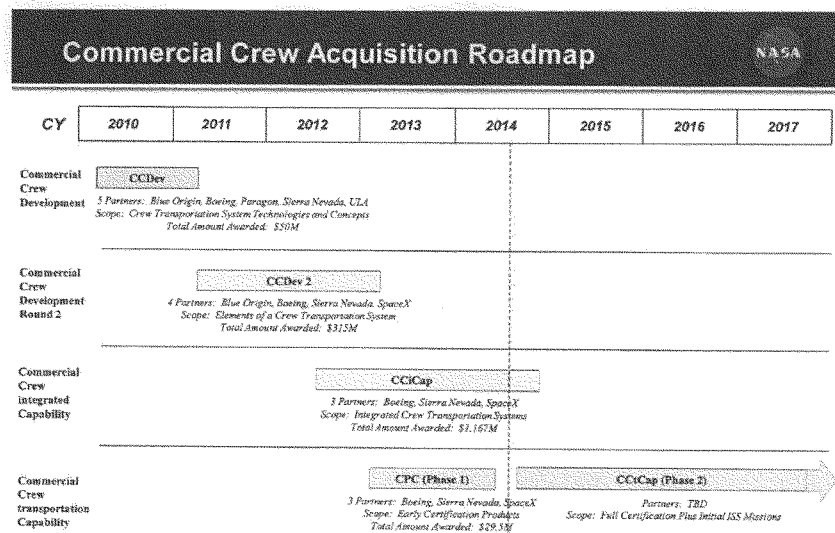 Commercial Crew Acquisition Roadmap
NASA
CY 2010 2011 2012 2013 2014 2015 2016 2017
Commercial
Crew
Development
CCDev
5 Partners: Blue Origin, Boeing, Paragon, Sierra Nevada, ULA
Scope: Crew Transportation System Technologies and Concepts
Total Amount Awarded: $50M
Commercial
Crew
Development
Round 2
CCDev 2
4 Partners: Blue Origin, Boeing, Sierra Nevada, SpaceX
Scope: Elements of a Crew Transportation System
Total Amount Awarded: $315M
Commercial
Crew
integrated
Capability
CCiCap
3 Partners: Boeing, Sierra Nevada, SpaceX
Scope: Integrated Crew Transportation Systems
Total Amount Awarded: $1,167M
Commercial
Crew
transportation
Capability
CPC (Phase 1)
3 Partners: Boeing, Sierra Nevada, SpaceX
Scope: Early Certification Products
Total Amount Awarded: $29.5M
CCtCap (Phase 2)
Partners: TBD
Scope: Full Certification Plus Initial ISS Missions